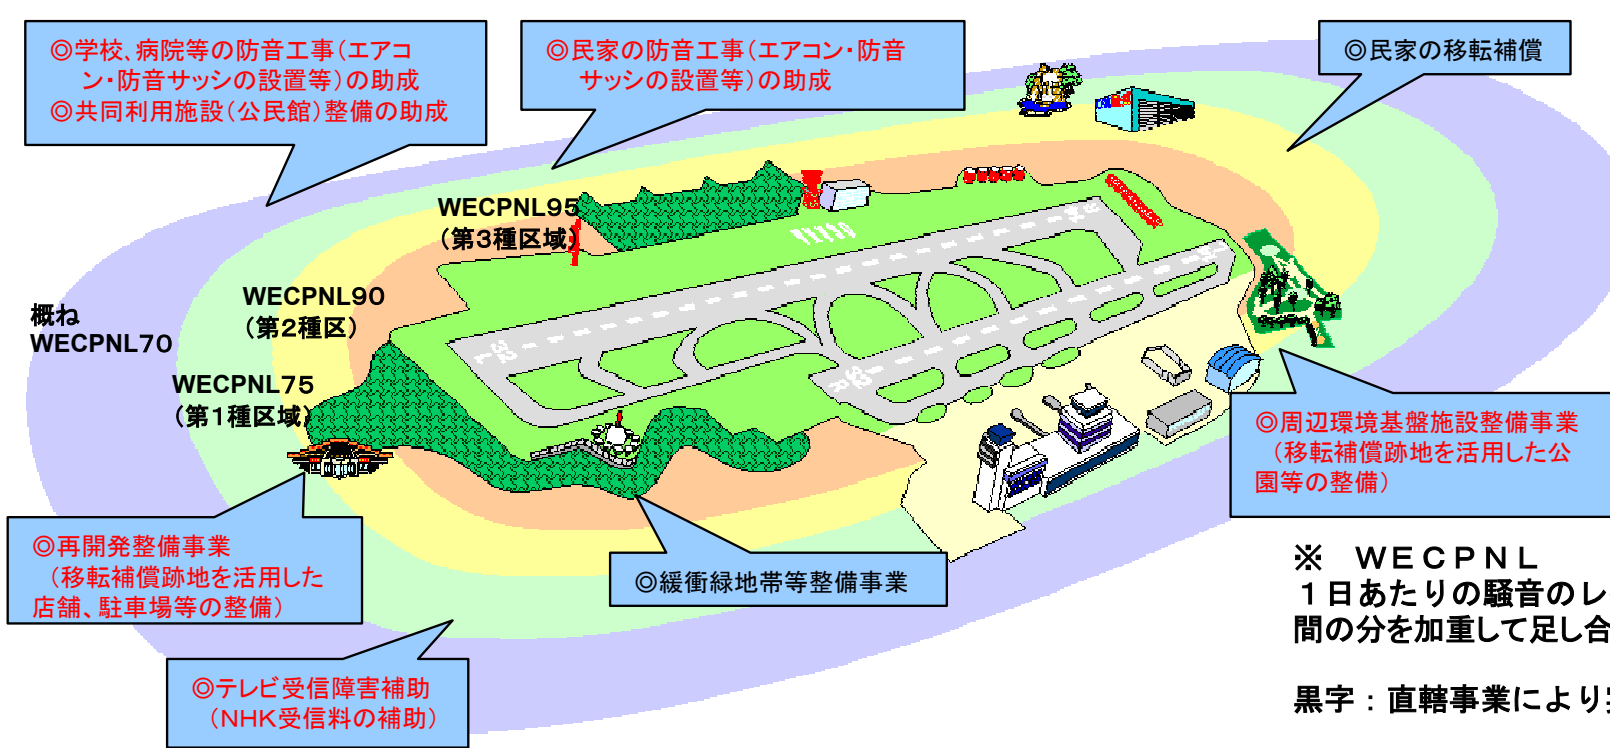 ◎学校、病院等の防音工事（エアコ
ン・防音サッシの設置等）の助成
◎共同利用施設（公民館）整備の助成
◎民家の防音工事（エアコン・防音
サッシの設置等）の助成
◎民家の移転補償
WECPNL95
（第３種区域）
WECPNL90
（第２種区）
概ね
WECPNL70
WECPNL75
（第１種区域）
◎周辺環境基盤施設整備事業
（移転補償跡地を活用した公
園等の整備）
◎再開発整備事業
（移転補償跡地を活用した
店舗、駐車場等の整備）
◎緩衝緑地帯等整備事業
◎テレビ受信障害補助
（NHK受信料の補助）
※　ＷＥＣＰＮＬ
１日あたりの騒音のレ
間の分を加重して足し合
黒字：直轄事業により